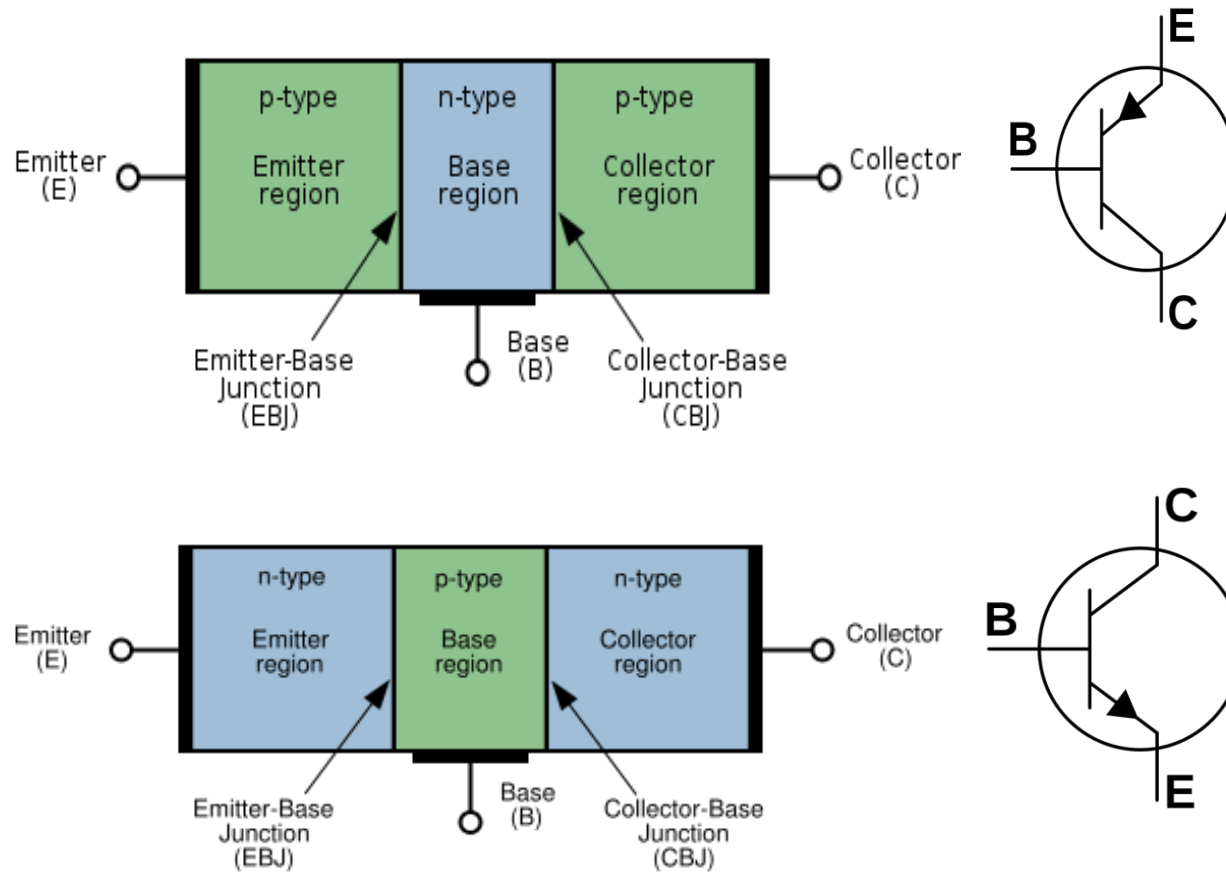 E
p-type
n-type
p-type
B
Emitter
(E)
Emitter
region
Base
region
Collector
region
Collector
(C)
C
Emitter-Base
Junction
(EBJ)
Base
(B)
Collector-Base
Junction
(CBJ)
C
n-type
p-type
n-type
B
Emitter
(E)
Emitter
region
Base
region
Collector
region
Collector
(C)
E
Emitter-Base
Junction
(EBJ)
Base
(B)
Collector-Base
Junction
(CBJ)